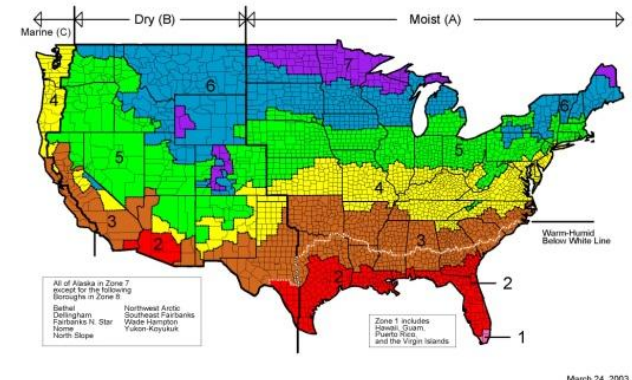 Dry (B)
Moist (A)
Marine (C)
7
6
6
4
5
5
4
3
3
2
2
Warm-Humid
Below White Line
2
1
All of Alaska in Zone 7
except for the following
Boroughs in Zone 8:
Bethel Northwest Arctic
Dellingham Southeast Fairbanks
Fairbanks N. Star Wade Hampton
Nome Yukon-Koyukuk
North Slope
Zone 1 includes
Hawaii, Guam,
Puerto Rico,
and the Virgin Islands
March 24, 2003